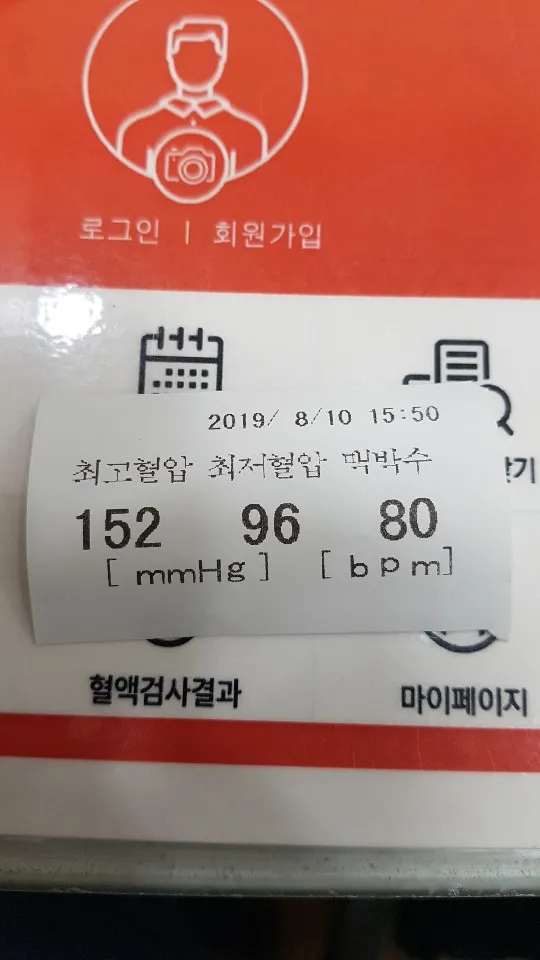 로그인 | 회원가입
2019/ 8/10 15:50
최고혈압 최저혈압 맥박수
152 96 80
[ mmHg ] [ bpm]
기
혈액검사결과
마이페이지